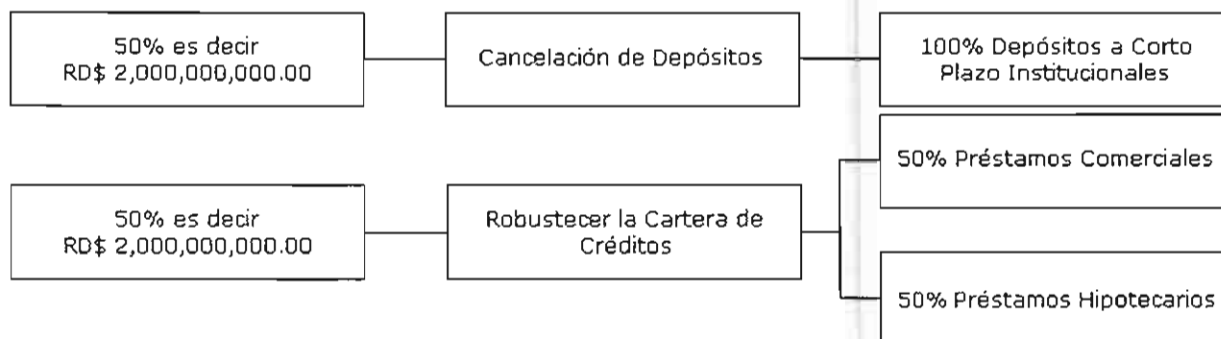 50% es decir
RD$ 2,000,000,000.00
Cancelación de Depósitos
100% Depósitos a Corto
Plazo Institucionales
50% es decir
RD$ 2,000,000,000.00
Robustecer la Cartera de
Créditos
50% Préstamos Comerciales
50% Préstamos Hipotecarios